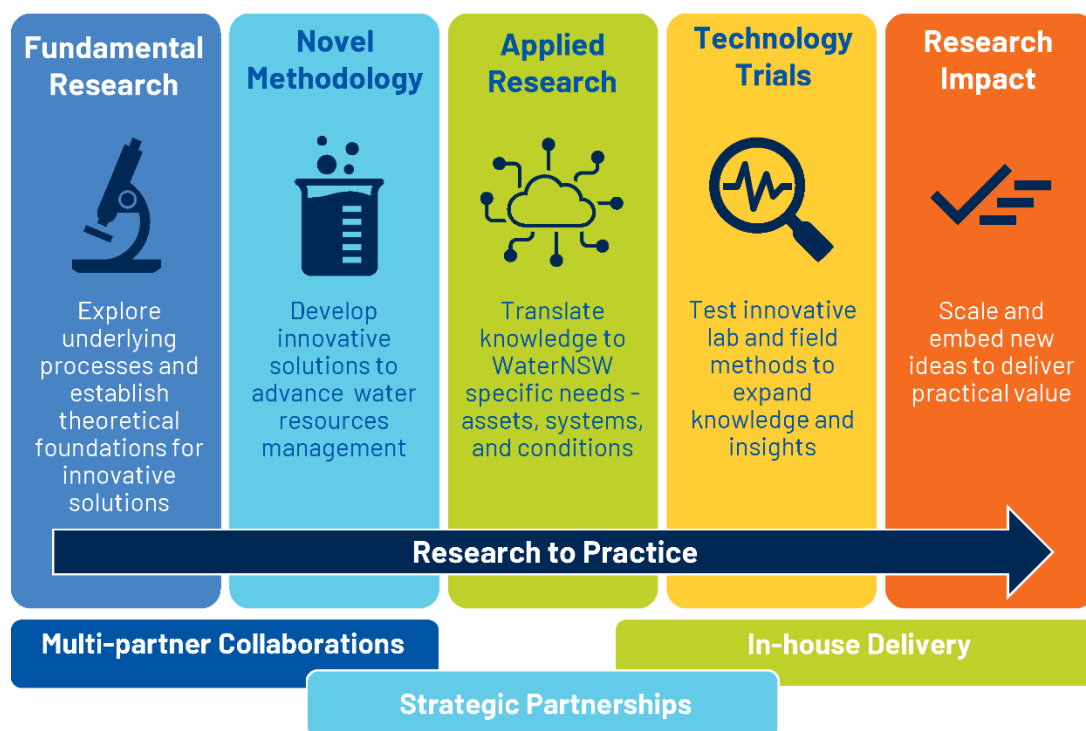 Fundamental
Research
Explore
underlying
processes and
establish
theoretical
foundations for
innovative
solutions
Novel
Methodology
Develop
innovative
solutions to
advance water
resources
management
Applied
Research
Translate
knowledge to
WaterNSW
specific needs -
assets, systems,
and conditions
Technology
Trials
Test innovative
lab and field
methods to
expand
knowledge and
insights
Research
Impact
Scale and
embed new
ideas to deliver
practical value
Research to Practice
Multi-partner Collaborations
In-house Delivery
Strategic Partnerships